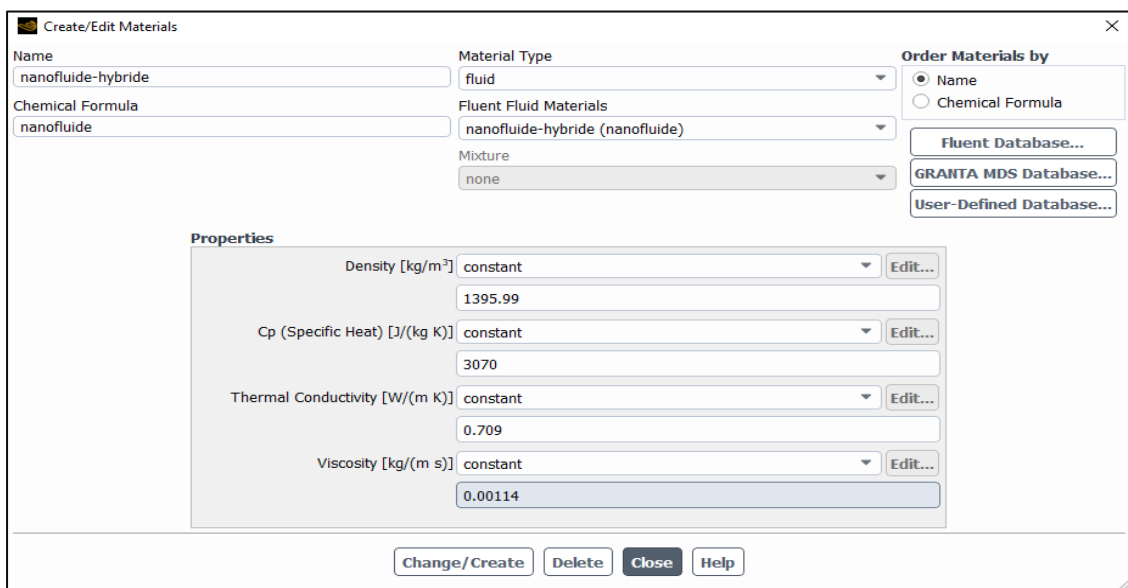 Create/Edit Materials
Name
nanofluide-hybride
Chemical Formula
nanofluide
Material Type
fluid
Fluent Fluid Materials
nanofluide-hybride (nanofluide)
Mixture
none
Order Materials by
Name
Chemical Formula
Fluent Database...
GRANTA MDS Database...
User-Defined Database...
Properties
Density [kg/m³] constant Edit...
1395.99
Cp (Specific Heat) [J/(kg K)] constant Edit...
3070
Thermal Conductivity [W/(m K)] constant Edit...
0.709
Viscosity [kg/(m s)] constant Edit...
0.00114
Change/Create Delete Close Help